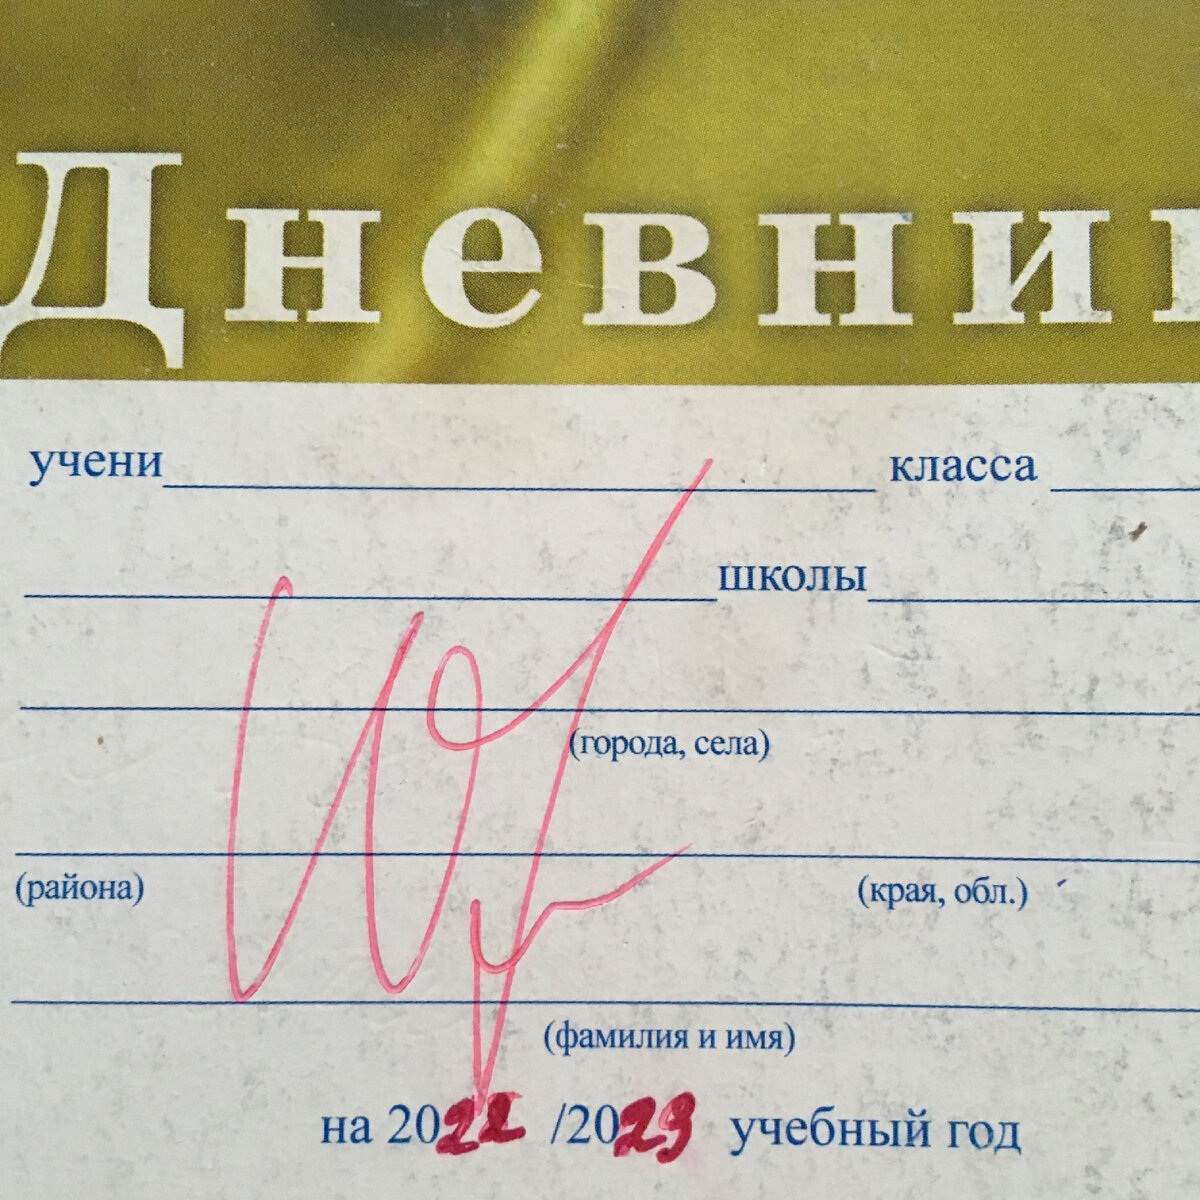 Дневни
учени класса
школы
(города, села)
(района) (края, обл.)
(фамилия и имя)
на 2022 /2023 учебный год